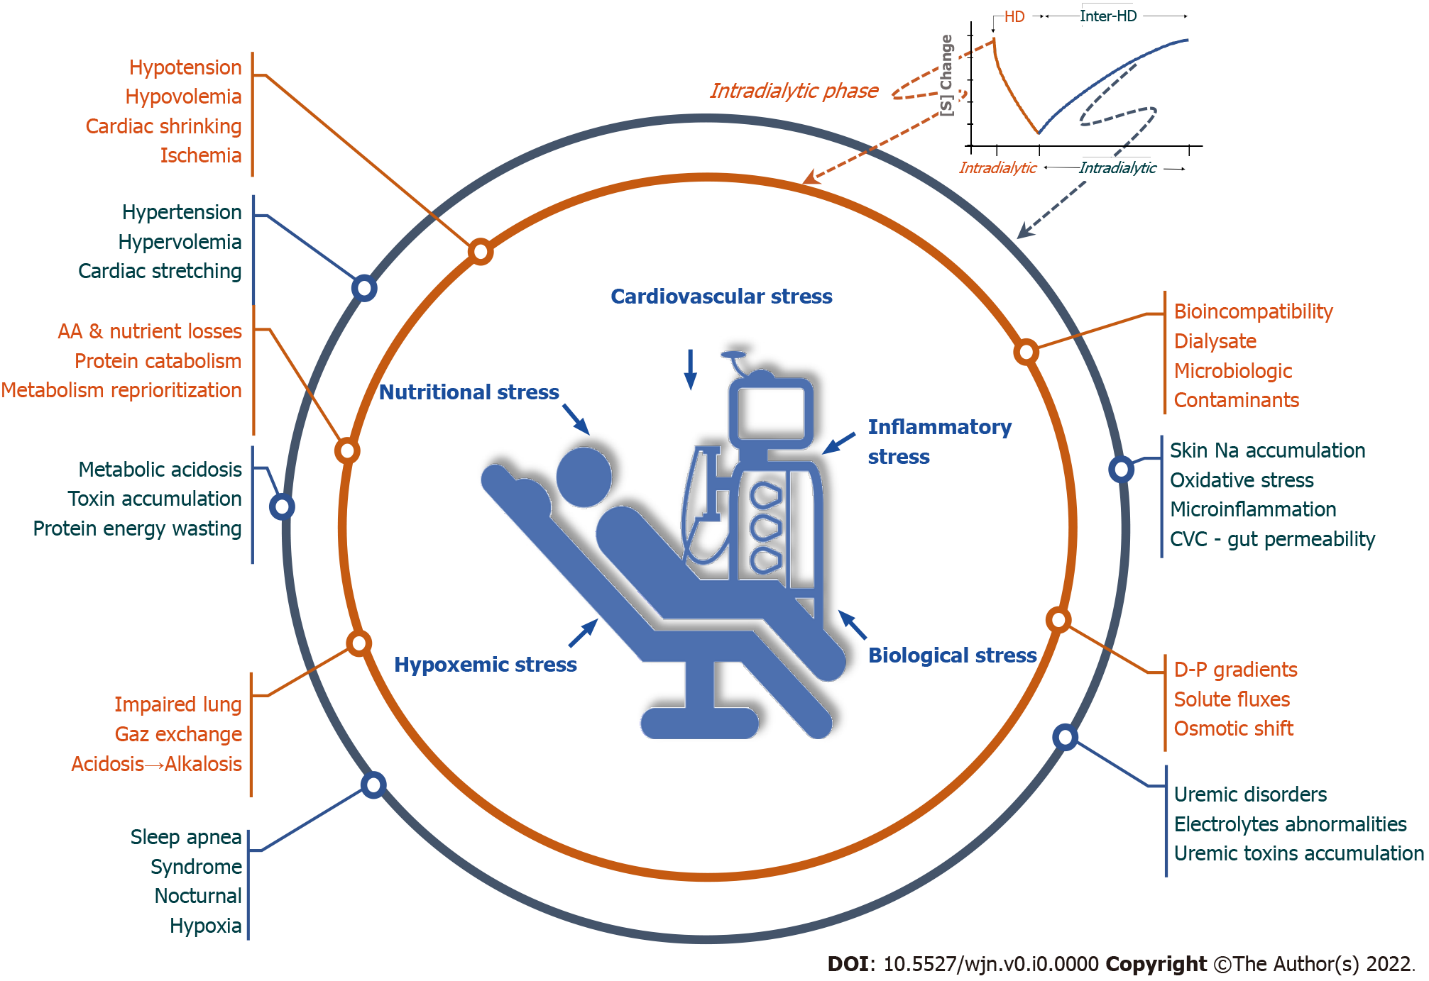 HD
Inter-HD
[S] Change
Intradialytic phase
Intradialytic
Intradialytic
Hypotension
Hypovolemia
Cardiac shrinking
Ischemia
Hypertension
Hypervolemia
Cardiac stretching
AA & nutrient losses
Protein catabolism
Metabolism reprioritization
Metabolic acidosis
Toxin accumulation
Protein energy wasting
Impaired lung
Gaz exchange
Acidosis→Alkalosis
Sleep apnea
Syndrome
Nocturnal
Hypoxia
Cardiovascular stress
Nutritional stress
Inflammatory
stress
Hypoxemic stress
Biological stress
Bioincompatibility
Dialysate
Microbiologic
Contaminants
Skin Na accumulation
Oxidative stress
Microinflammation
CVC - gut permeability
D-P gradients
Solute fluxes
Osmotic shift
Uremic disorders
Electrolytes abnormalities
Uremic toxins accumulation
DOI: 10.5527/wjn.v0.i0.0000 Copyright ©The Author(s) 2022.